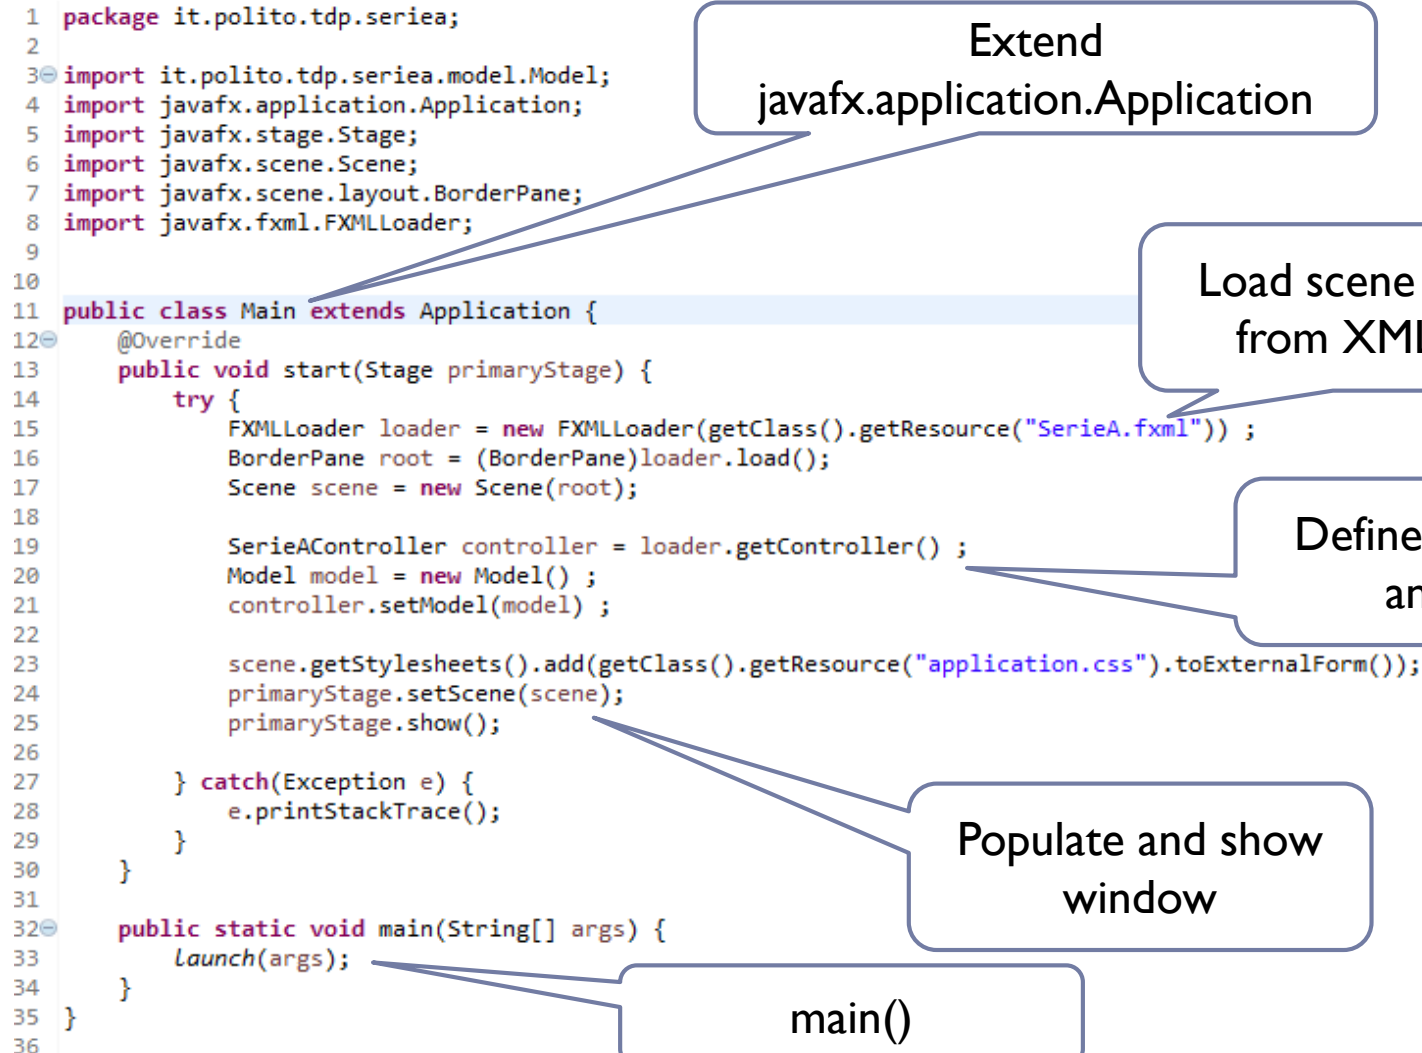 1 package it.polito.tdp.seriea;
2
3 import it.polito.tdp.seriea.model.Model;
4 import javafx.application.Application;
5 import javafx.stage.Stage;
6 import javafx.scene.Scene;
7 import javafx.scene.layout.BorderPane;
8 import javafx.fxml.FXMLLoader;
9
10
11 public class Main extends Application {
12     @Override
13     public void start(Stage primaryStage) {
14         try {
15             FXMLLoader loader = new FXMLLoader(getClass().getResource("SerieA.fxml")) ;
16             BorderPane root = (BorderPane)loader.load();
17             Scene scene = new Scene(root);
18
19             SerieAController controller = loader.getController() ;
20             Model model = new Model() ;
21             controller.setModel(model) ;
22
23             scene.getStylesheets().add(getClass().getResource("application.css").toExternalForm());
24             primaryStage.setScene(scene);
25             primaryStage.show();
26
27         } catch(Exception e) {
28             e.printStackTrace();
29         }
30     }
31
32     public static void main(String[] args) {
33         launch(args);
34     }
35 }
36
Extend
javafx.application.Application
Load scene
from
Define
Populate and show
window
main()